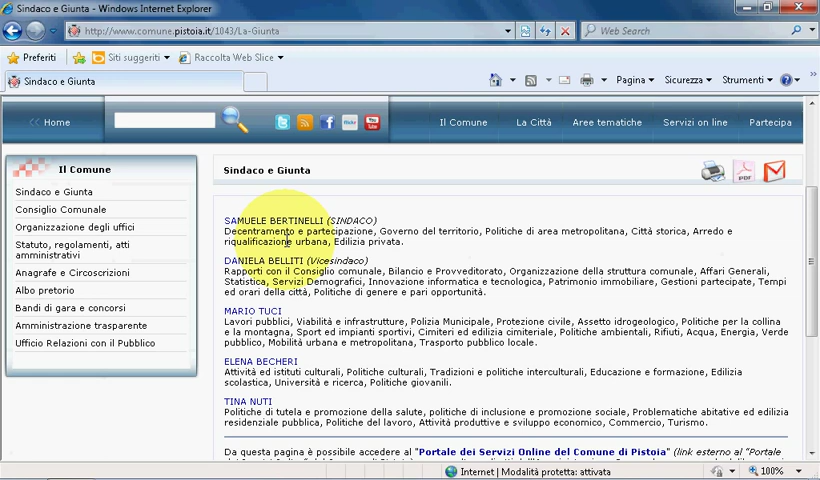 Sindaco e Giunta - Windows Internet Explorer
http://www.comune.pistoia.it/1043/La-Giunta
Web Search
Preferiti
Siti suggeriti
Raccolta Web Slice
Sindaco e Giunta
Pagina
Sicurezza
Strumenti
<< Home
flickr
You Tube
Il Comune
La Città
Aree tematiche
Servizi on line
Partecipa
Il Comune
Sindaco e Giunta
Consiglio Comunale
Organizzazione degli uffici
Statuto, regolamenti, atti
amministrativi
Anagrafe e Circoscrizioni
Albo pretorio
Bandi di gara e concorsi
Amministrazione trasparente
Ufficio Relazioni con il Pubblico
Sindaco e Giunta
PDF
SAMUELE BERTINELLI (SINDACO)
Decentramento e partecipazione, Governo del territorio, Politiche di area metropolitana, Città storica, Arredo e
riqualificazione urbana, Edilizia privata.
DANIELA BELLITI (Vicesindaco)
Rapporti con il Consiglio comunale, Bilancio e Provveditorato, Organizzazione della struttura comunale, Affari Generali,
Statistica, Servizi Demografici, Innovazione informatica e tecnologica, Patrimonio immobiliare, Gestioni partecipate, Tempi
ed orari della città, Politiche di genere e pari opportunità.
MARIO TUCI
Lavori pubblici, Viabilità e infrastrutture, Polizia Municipale, Protezione civile, Assetto idrogeologico, Politiche per la collina
e la montagna, Sport ed impianti sportivi, Cimiteri ed edilizia cimiteriale, Politiche ambientali, Rifiuti, Acqua, Energia, Verde
pubblico, Mobilità urbana e metropolitana, Trasporto pubblico locale.
ELENA BECHERI
Attività ed istituti culturali, Politiche culturali, Tradizioni e politiche interculturali, Educazione e formazione, Edilizia
scolastica, Università e ricerca, Politiche giovanili.
TINA NUTI
Politiche di tutela e promozione della salute, politiche di inclusione e promozione sociale, Problematiche abitative ed edilizia
residenziale pubblica, Politiche del lavoro, Attività produttive e sviluppo economico, Commercio, Turismo.
Da questa pagina è possibile accedere al "Portale dei Servizi Online del Comune di Pistoia" (link esterno al "Portale
Internet | Modalità protetta: attivata
100%